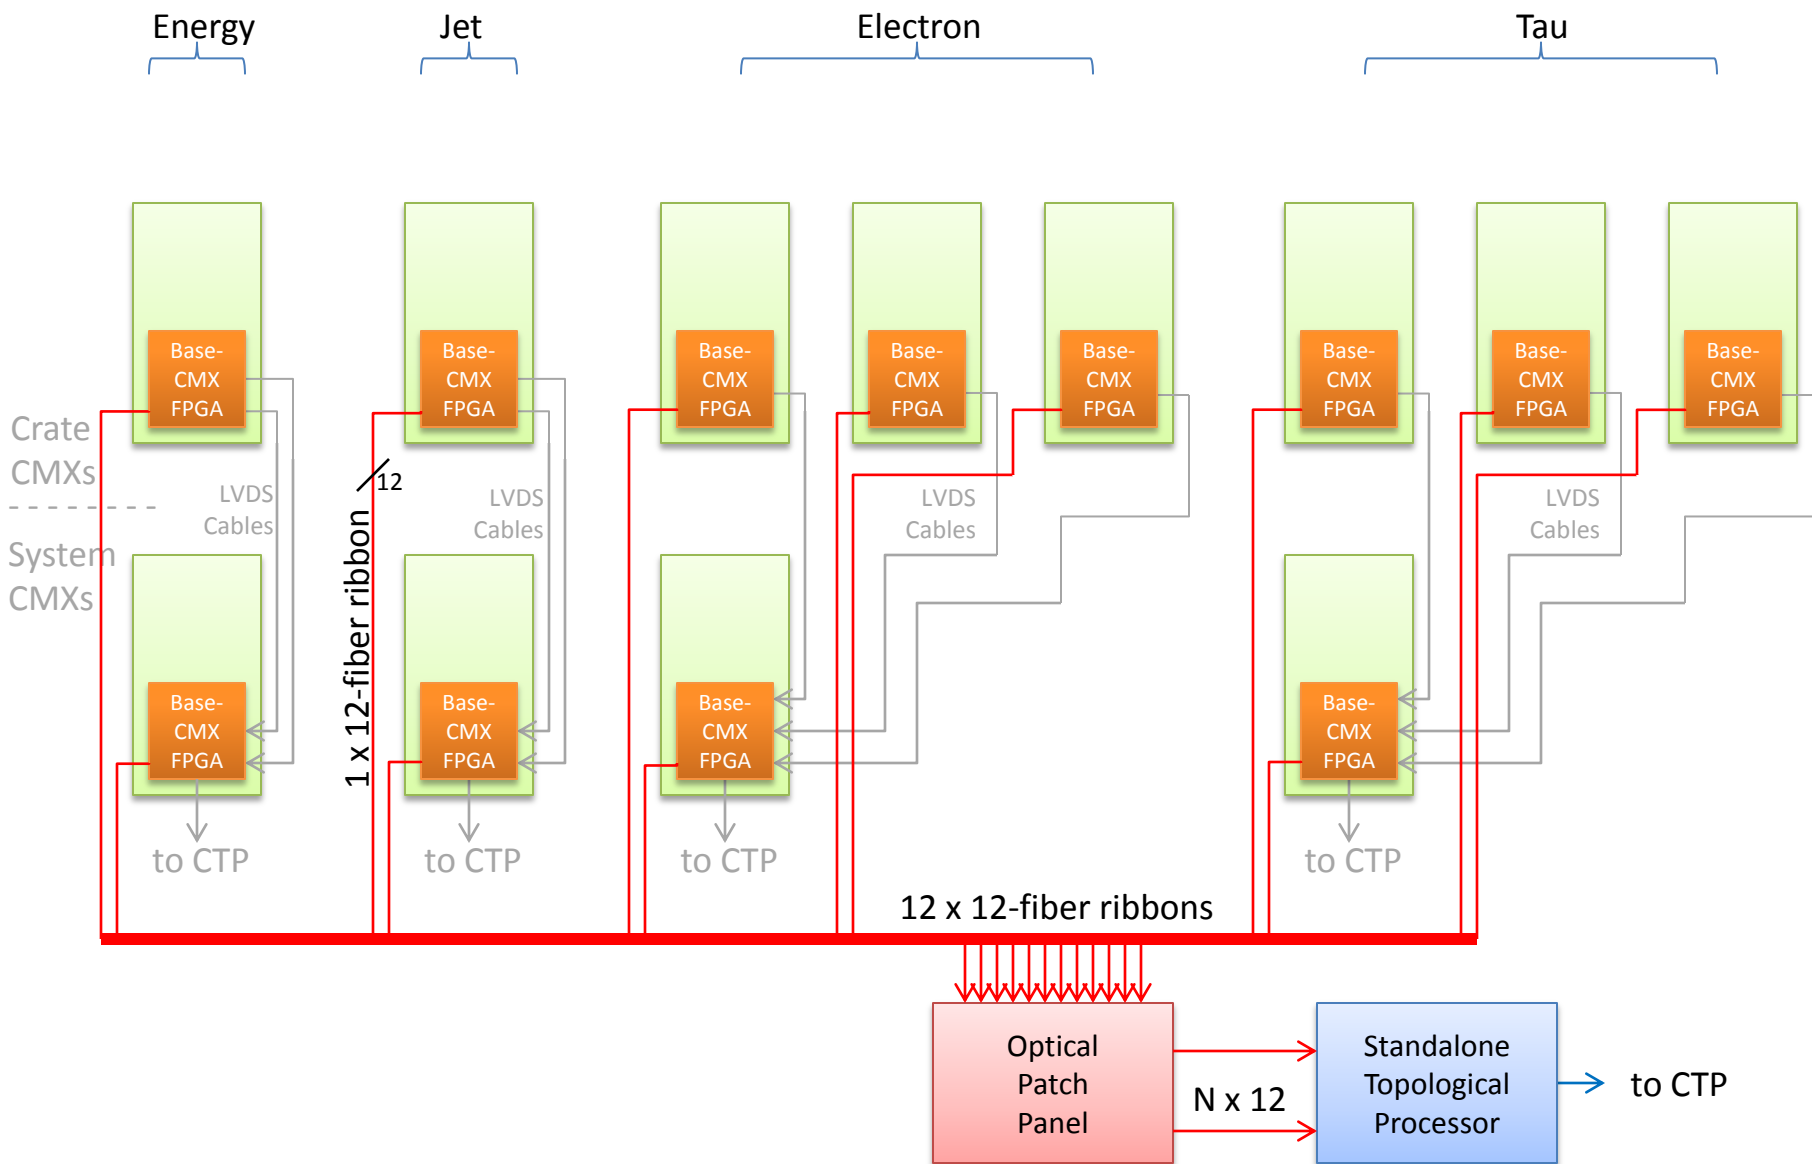 Energy
Jet
Electron
Tau
Base-
CMX
FPGA
Base-
CMX
FPGA
Base-
CMX
FPGA
Base-
CMX
FPGA
Base-
CMX
FPGA
Base-
CMX
FPGA
Base-
CMX
FPGA
Base-
CMX
FPGA
Crate
CMXs
System
CMXs
LVDS
Cables
12
1 x 12-fiber ribbon
LVDS
Cables
LVDS
Cables
LVDS
Cables
Base-
CMX
FPGA
Base-
CMX
FPGA
Base-
CMX
FPGA
Base-
CMX
FPGA
to CTP
to CTP
to CTP
to CTP
12 x 12-fiber ribbons
Optical
Patch
Panel
N x 12
Standalone
Topological
Processor
to CTP